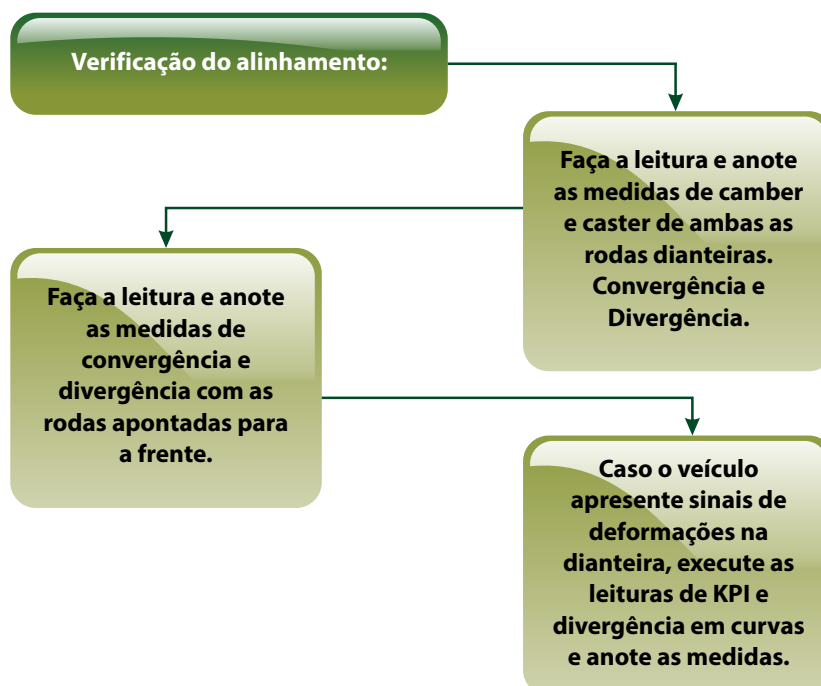 Verificação do alinhamento:
Faça a leitura e anote
as medidas de camber
e caster de ambas as
rodas dianteiras.
Convergência e
Divergência.
Faça a leitura e anote
as medidas de
convergência e
divergência com as
rodas apontadas para
a frente.
Caso o veículo
apresente sinais de
deformações na
dianteira, execute as
leituras de KPI e
divergência em curvas
e anote as medidas.